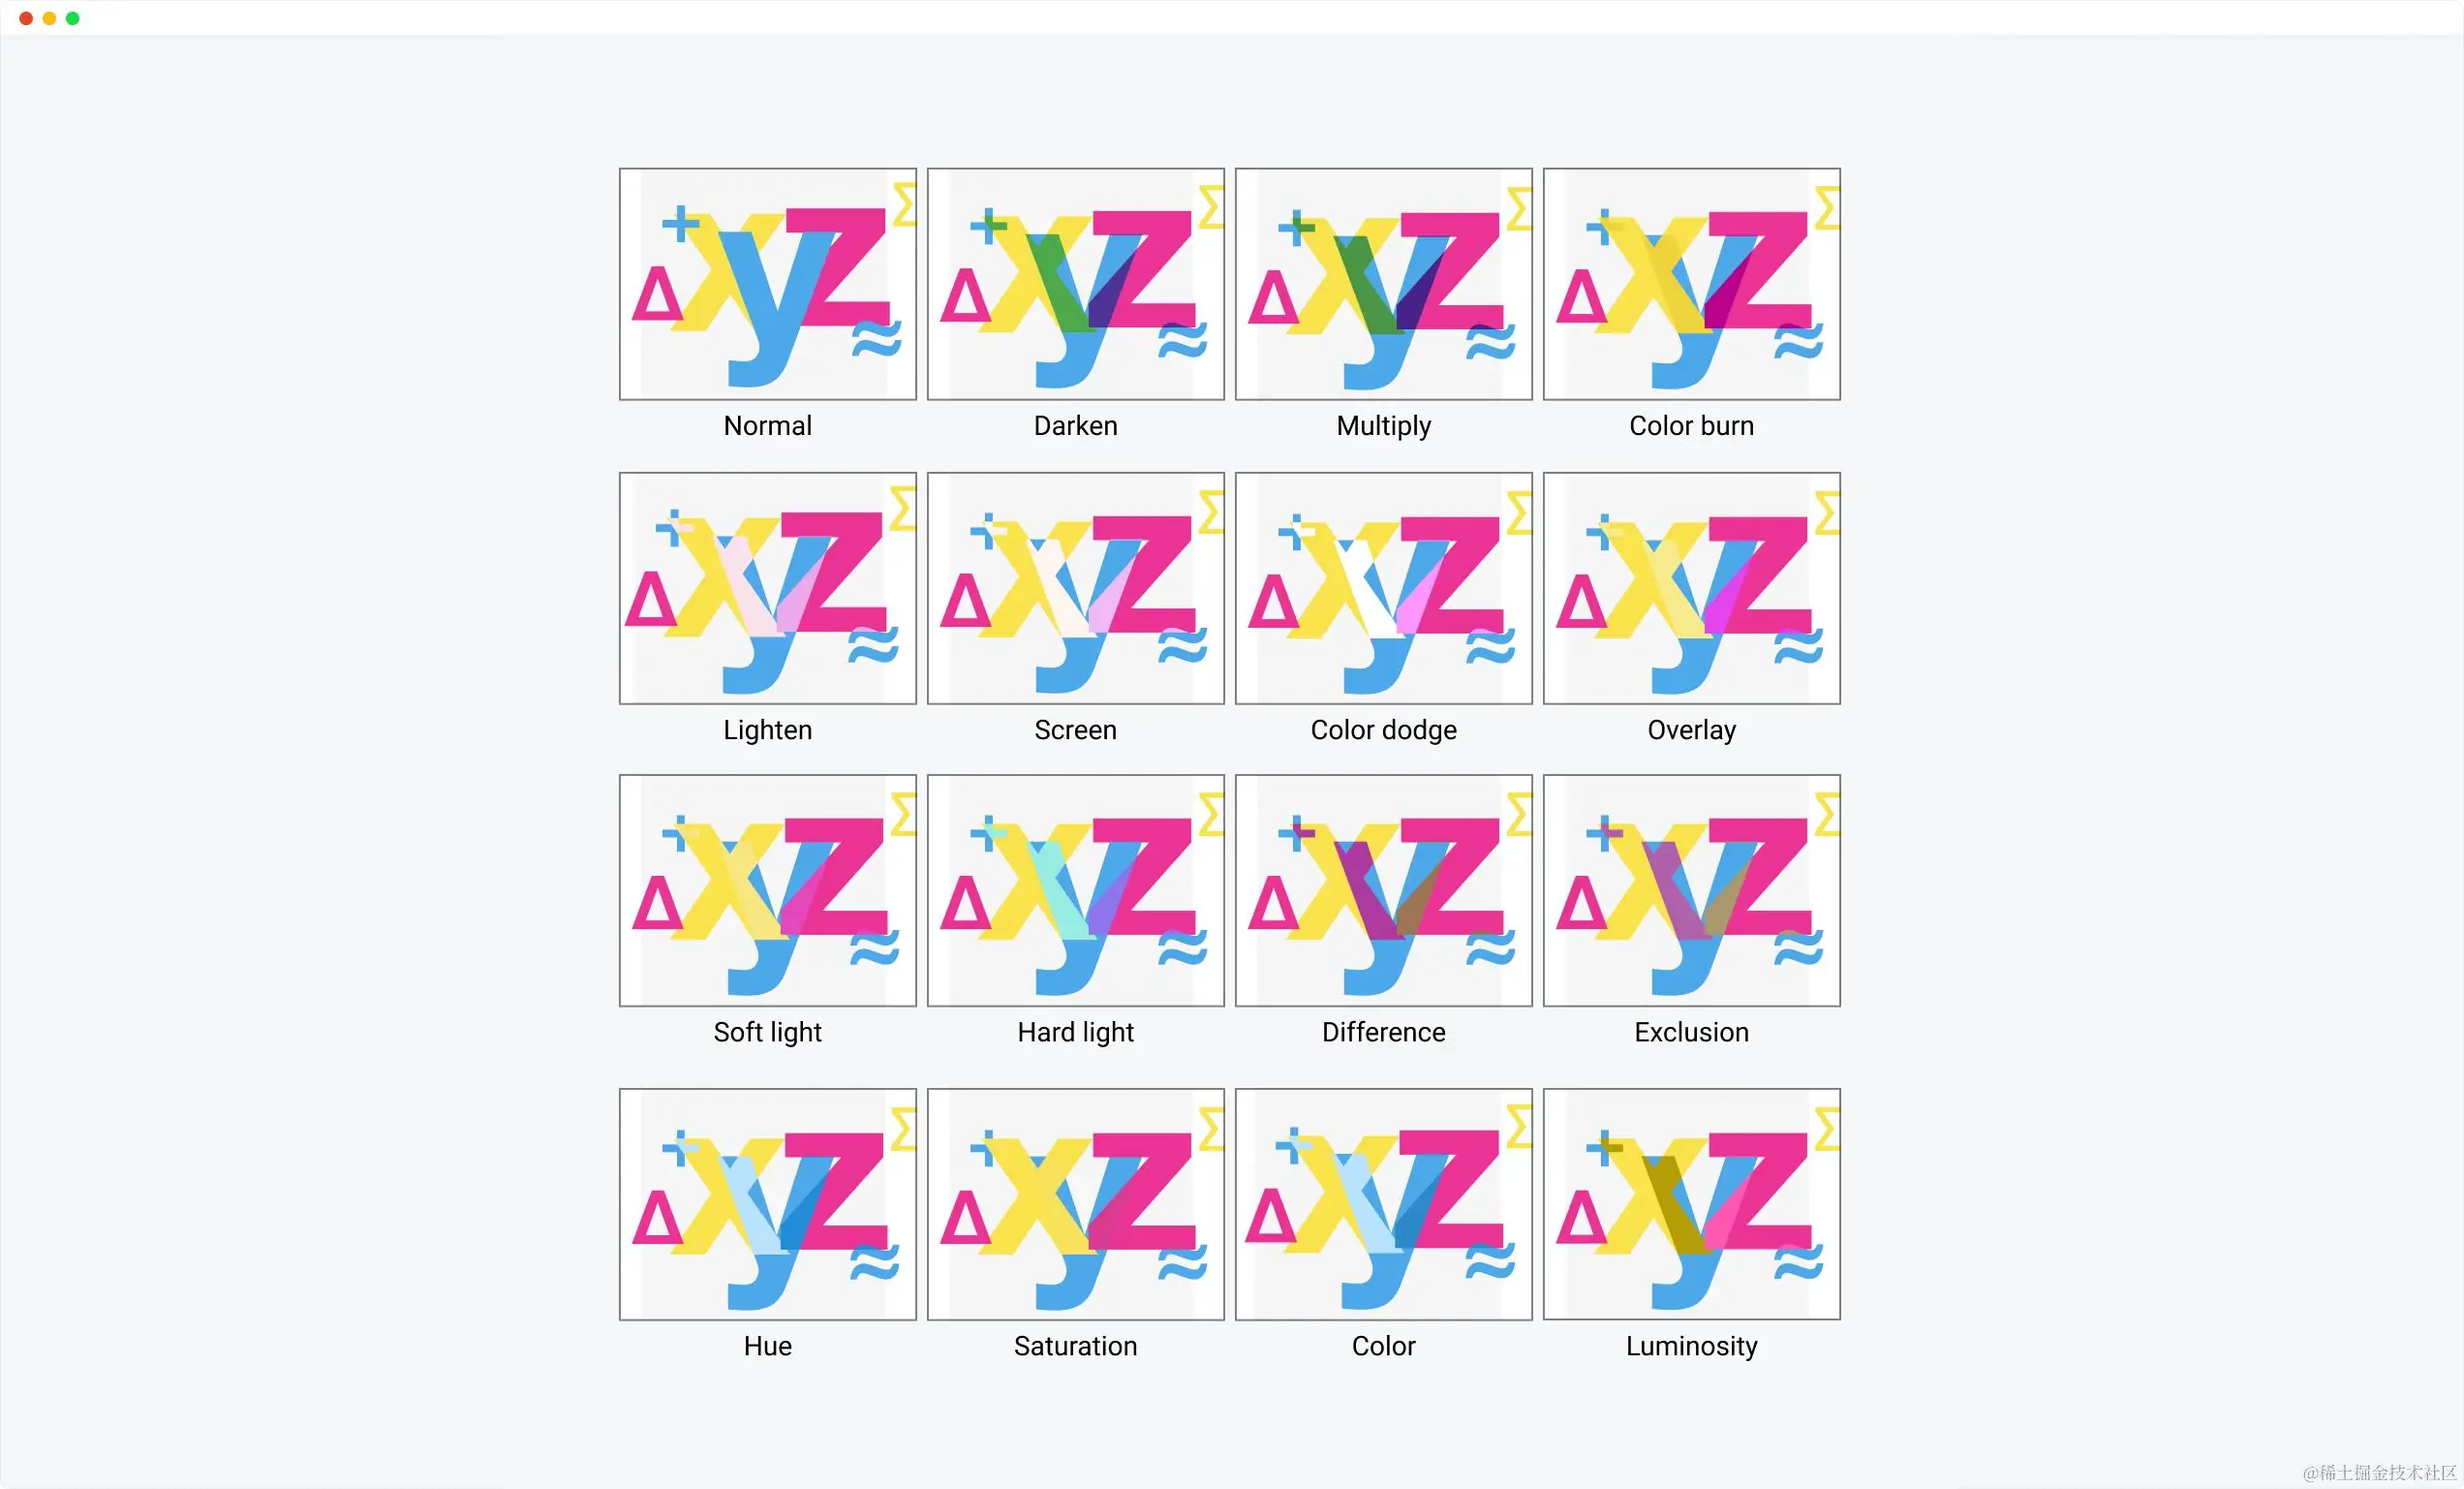 + x y z Σ Δ ≈
+ x y z Σ Δ ≈
+ x y z Σ Δ ≈
+ x y z Σ Δ ≈
Normal
Darken
Multiply
Color burn
+ x y z Σ Δ ≈
+ x y z Σ Δ ≈
+ x y z Σ Δ ≈
+ x y z Σ Δ ≈
Lighten
Screen
Color dodge
Overlay
+ x y z Σ Δ ≈
+ x y z Σ Δ ≈
+ x y z Σ Δ ≈
+ x y z Σ Δ ≈
Soft light
Hard light
Difference
Exclusion
+ x y z Σ Δ ≈
+ x y z Σ Δ ≈
+ x y z Σ Δ ≈
+ x y z Σ Δ ≈
Hue
Saturation
Color
Luminosity
@稀土掘金技术社区